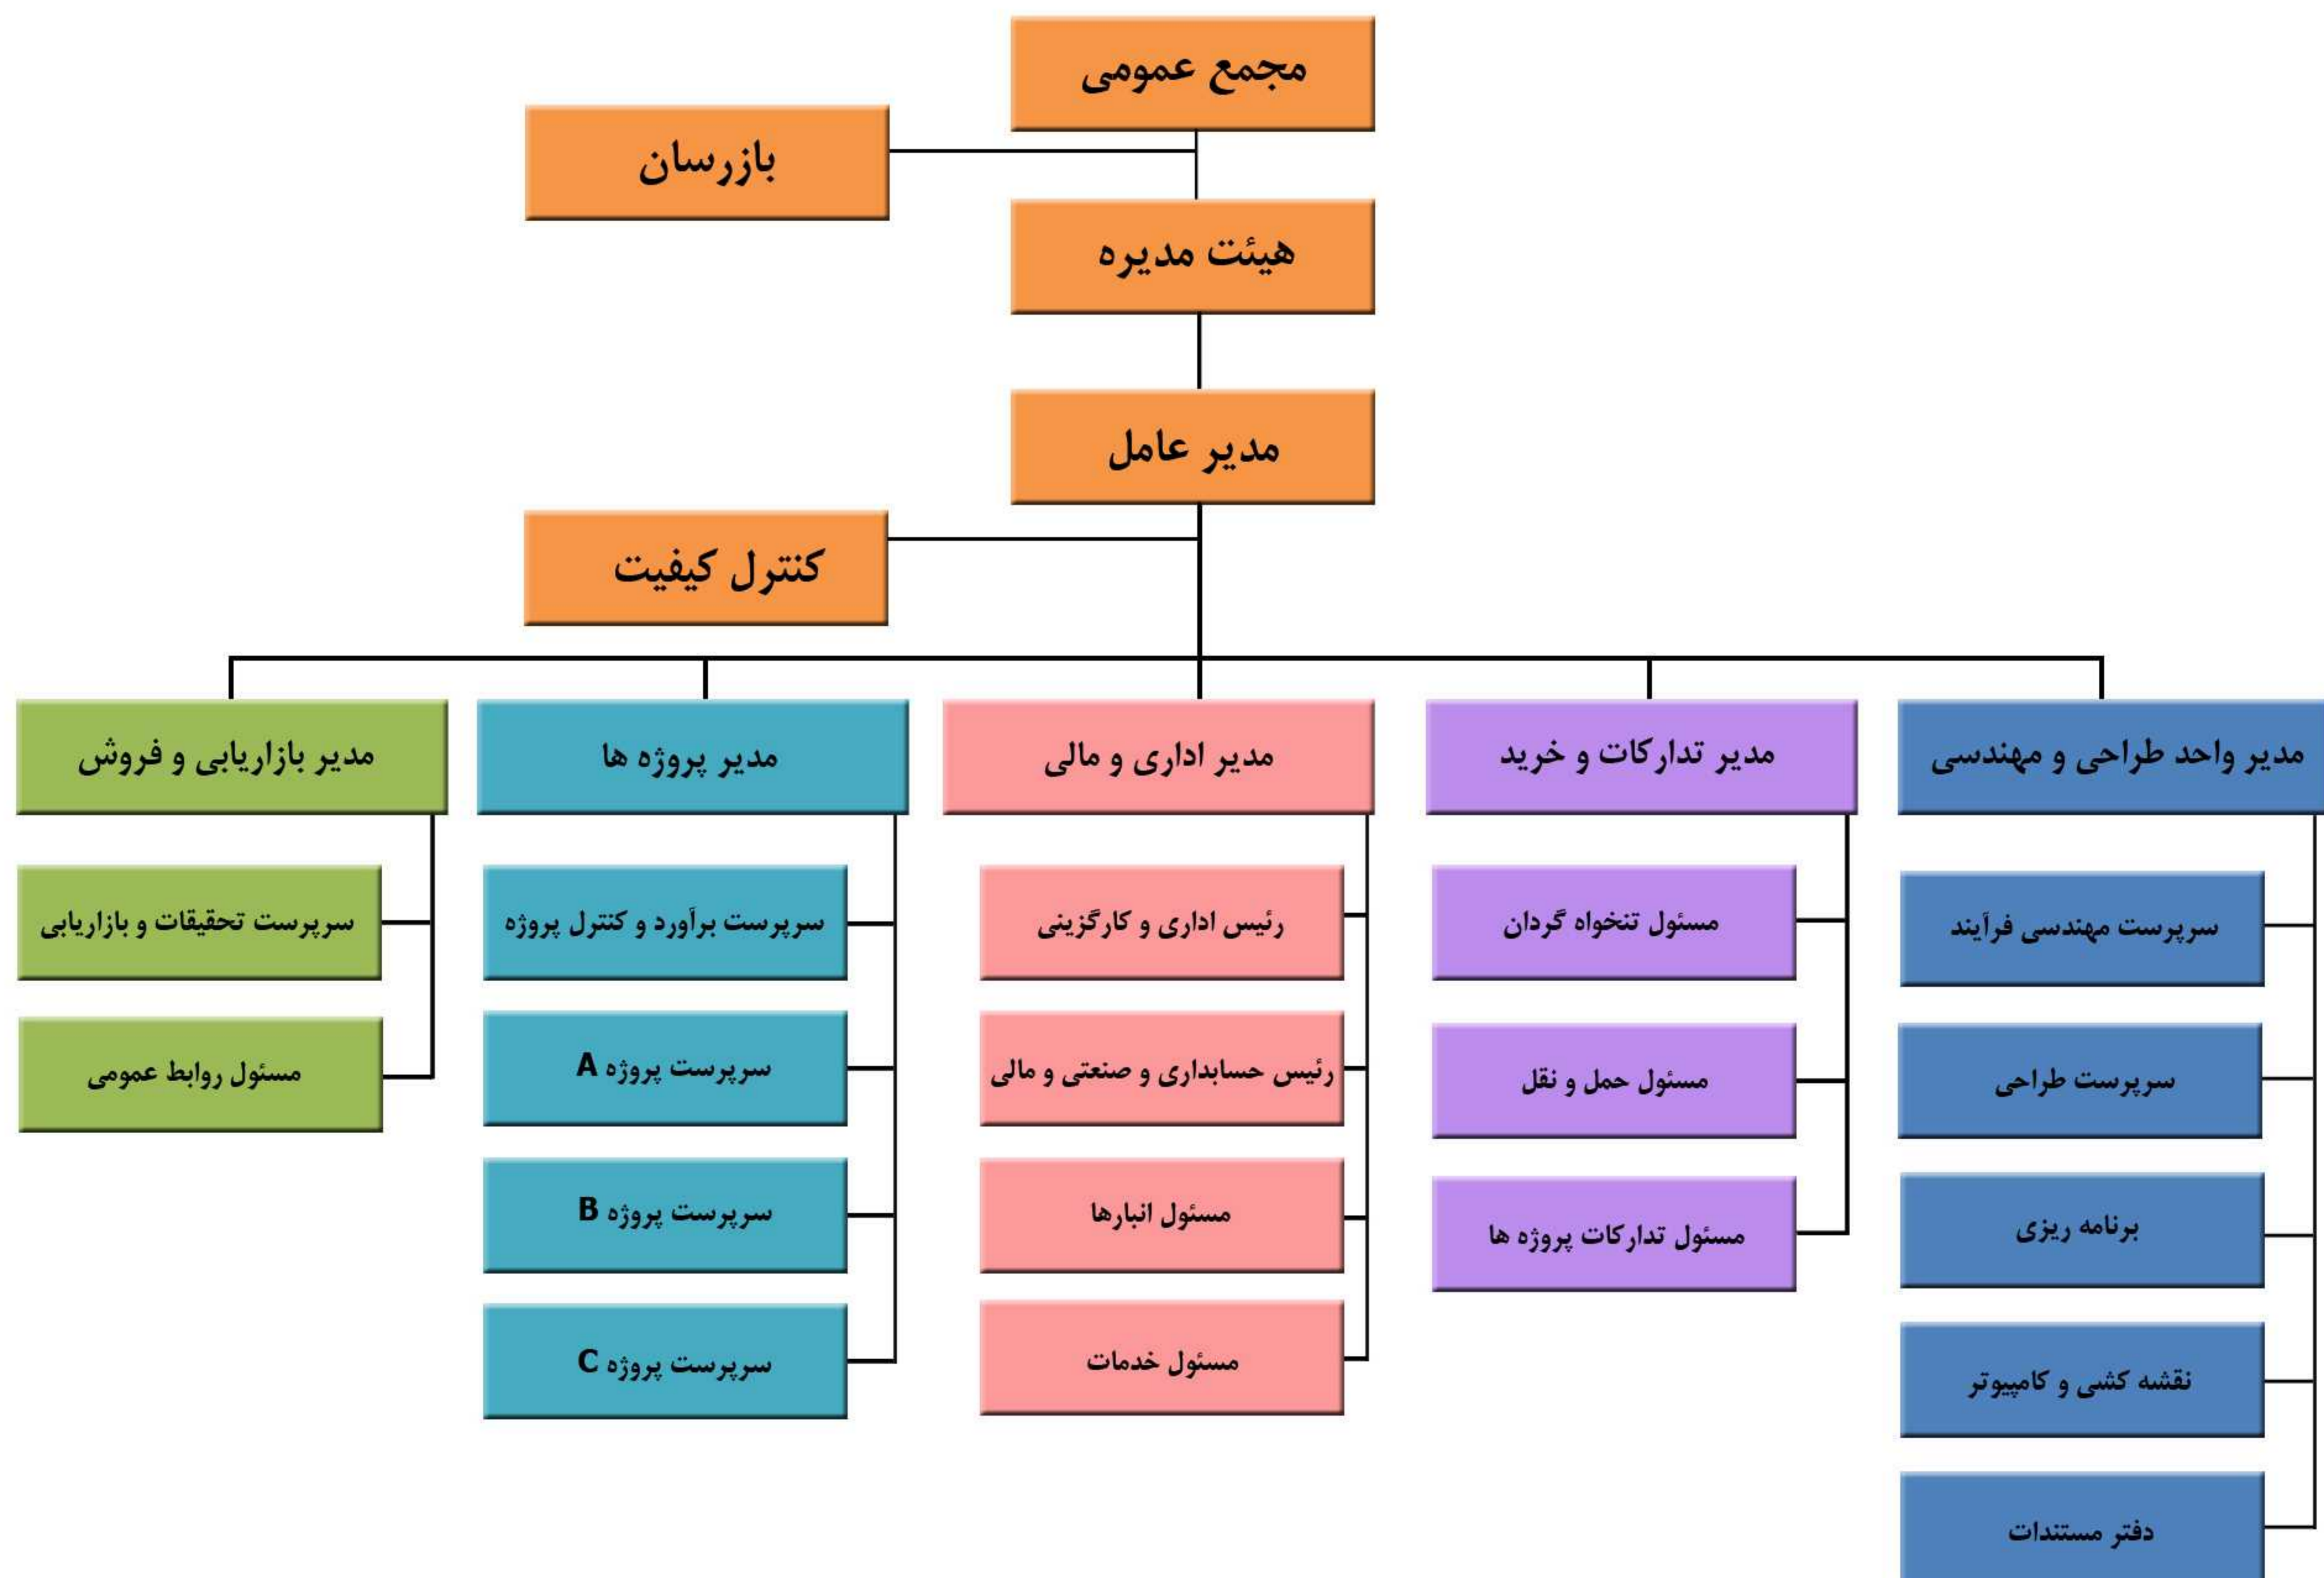 مجمع عمومی
بازرسان
هیئت مدیره
مدیر عامل
کنترل کیفیت
مدیر واحد طراحی و مهندسی
سرپرست مهندسی فرآیند
سرپرست طراحی
برنامه ریزی
نقشه کشی و کامپیوتر
دفتر مستندات
مدیر تدارکات و خرید
مسئول تنخواه گردان
مسئول حمل و نقل
مسئول تدارکات پروژه ها
مدیر اداری و مالی
رئیس اداری و کارگزینی
رئیس حسابداری و صنعتی و مالی
مسئول انبارها
مسئول خدمات
مدیر پروژه ها
سرپرست برآورد و کنترل پروژه
سرپرست پروژه A
سرپرست پروژه B
سرپرست پروژه C
مدیر بازاریابی و فروش
سرپرست تحقیقات و بازاریابی
مسئول روابط عمومی